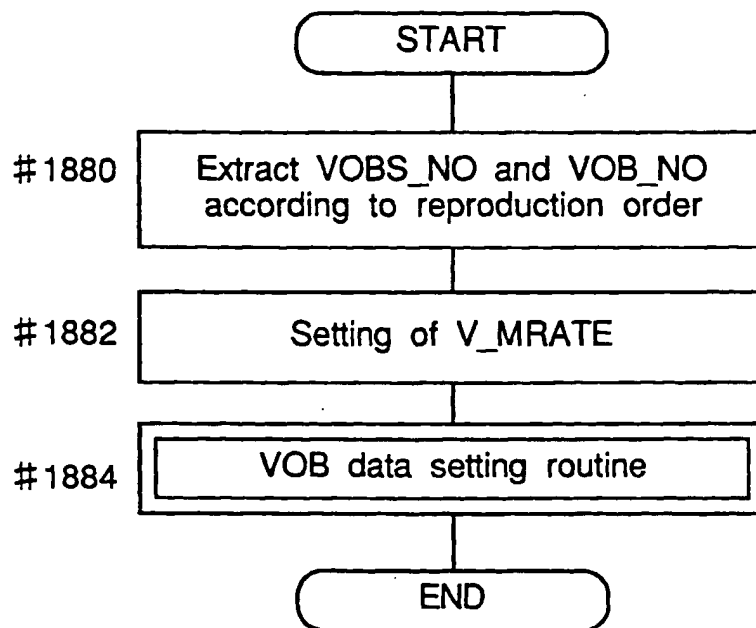 START
#1880
Extract VOBS_NO and VOB_NO
according to reproduction order
#1882
Setting of V_MRATE
#1884
VOB data setting routine
END